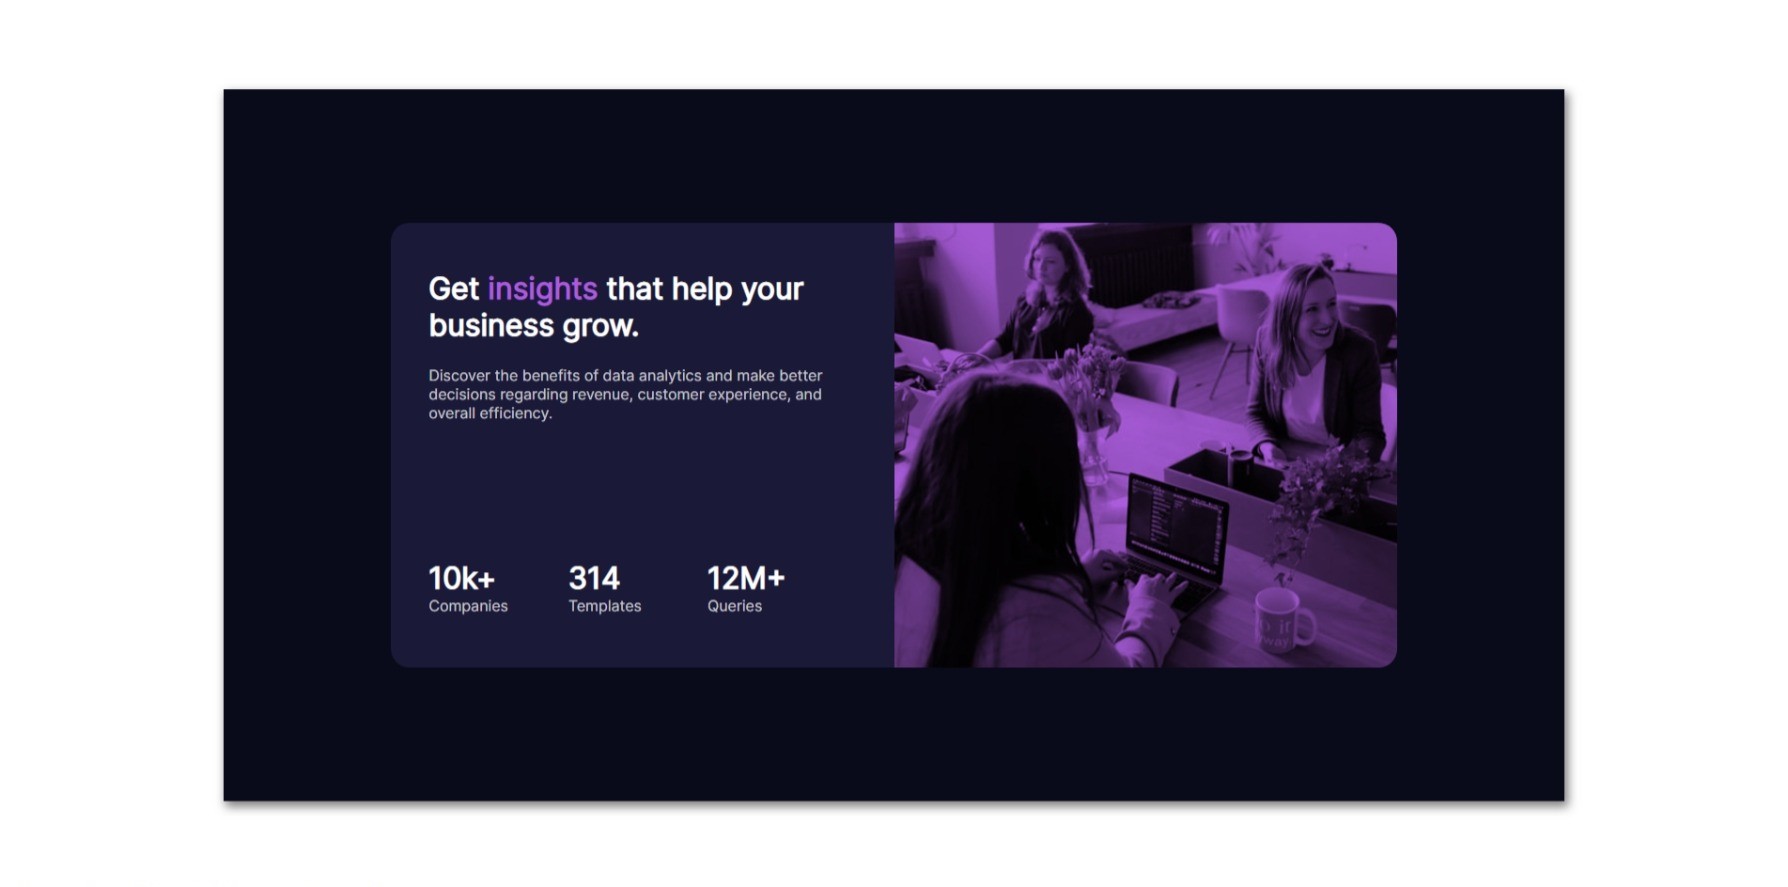 Get insights that help your
business grow.
Discover the benefits of data analytics and make better
decisions regarding revenue, customer experience, and
overall efficiency.
10k+
314
12M+
Companies
Templates
Queries